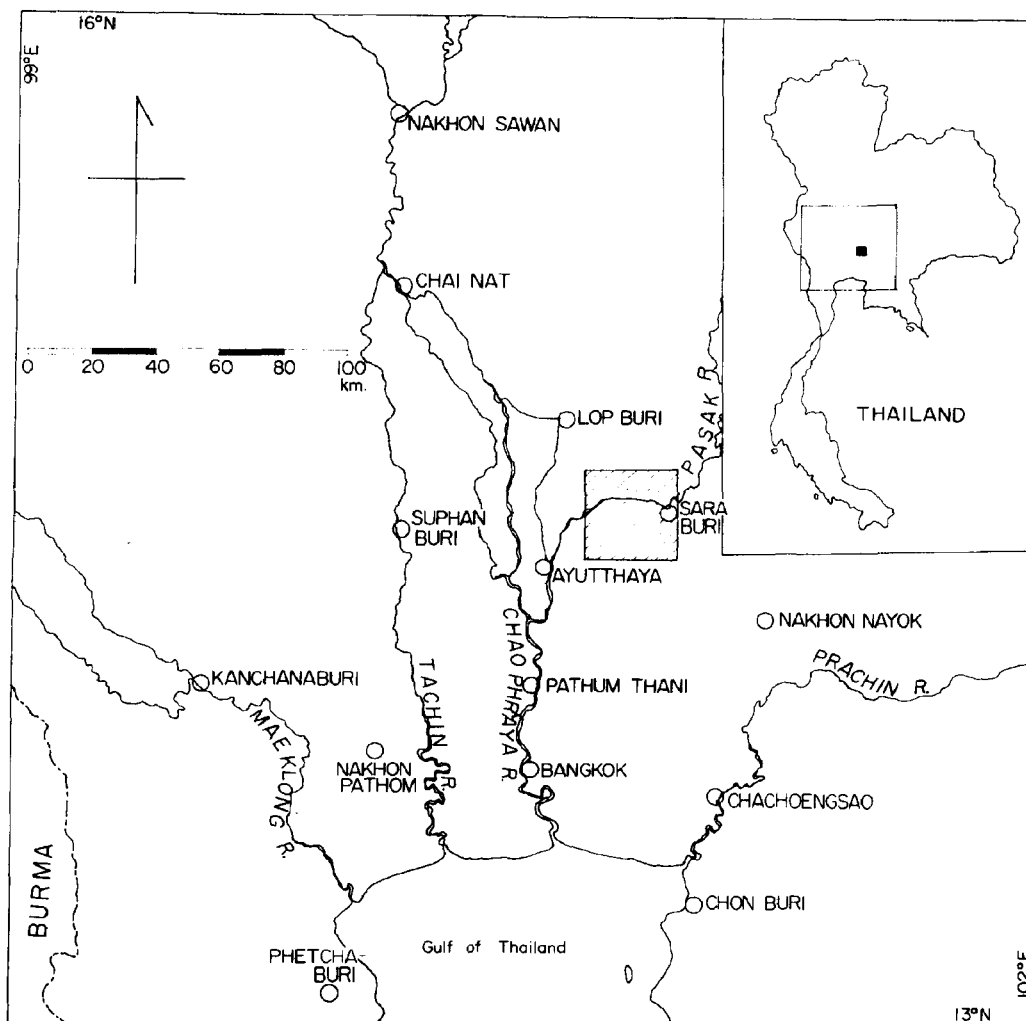 16°N
99°E
NAKHON SAWAN
CHAI NAT
0 20 40 60 80 100
km.
LOP BURI
PASAK R.
THAILAND
SUPHAN
BURI
SARA
BURI
AYUTTHAYA
NAKHON NAYOK
KANCHANABURI
PRACHIN R.
PATHUM THANI
TACHIN R.
CHAO PHRAYA R.
MAE KLONG R.
NAKHON
PATHOM
BANGKOK
CHACHOENGSAO
BURMA
CHON BURI
Gulf of Thailand
PHETCHA-
BURI
102°E
13°N